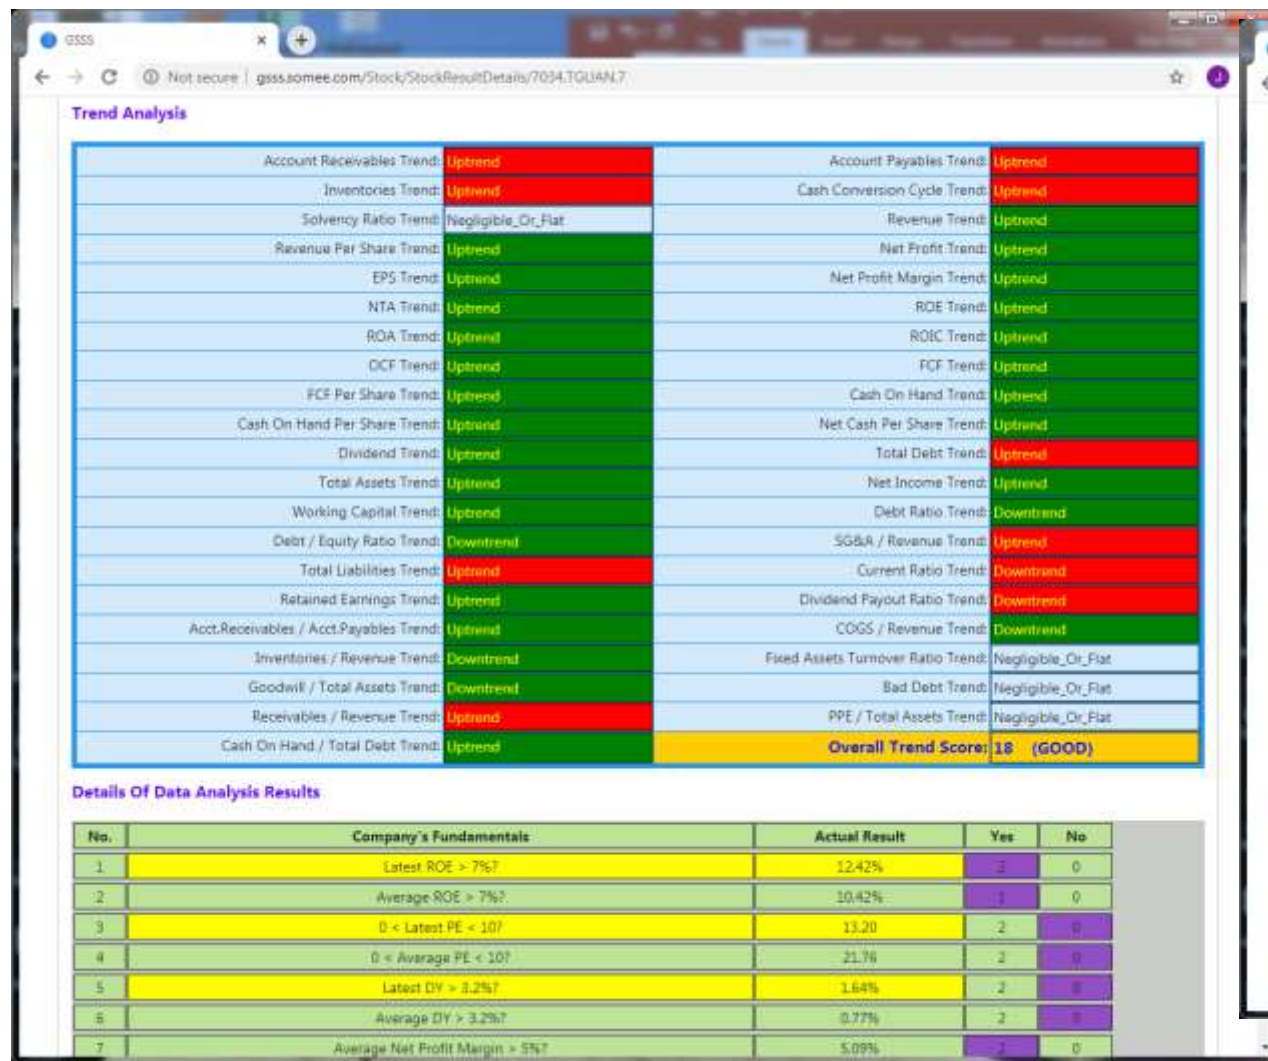 GSSS
Not secure | gsss.somee.com/Stock/StockResultDetails/7034.TGUAN.7
Trend Analysis
Account Receivables Trend: Uptrend Account Payables Trend: Uptrend
Inventories Trend: Uptrend Cash Conversion Cycle Trend: Uptrend
Solvency Ratio Trend: Negligible_Or_Flat Revenue Trend: Uptrend
Revenue Per Share Trend: Uptrend Net Profit Trend: Uptrend
EPS Trend: Uptrend Net Profit Margin Trend: Uptrend
NTA Trend: Uptrend ROE Trend: Uptrend
ROA Trend: Uptrend ROIC Trend: Uptrend
OCF Trend: Uptrend FCF Trend: Uptrend
FCF Per Share Trend: Uptrend Cash On Hand Trend: Uptrend
Cash On Hand Per Share Trend: Uptrend Net Cash Per Share Trend: Uptrend
Dividend Trend: Uptrend Total Debt Trend: Uptrend
Total Assets Trend: Uptrend Net Income Trend: Uptrend
Working Capital Trend: Uptrend Debt Ratio Trend: Downtrend
Debt / Equity Ratio Trend: Downtrend SG&A / Revenue Trend: Uptrend
Total Liabilities Trend: Uptrend Current Ratio Trend: Downtrend
Retained Earnings Trend: Uptrend Dividend Payout Ratio Trend: Downtrend
Acct.Receivables / Acct.Payables Trend: Uptrend COGS / Revenue Trend: Downtrend
Inventories / Revenue Trend: Downtrend Fixed Assets Turnover Ratio Trend: Negligible_Or_Flat
Goodwill / Total Assets Trend: Downtrend Bad Debt Trend: Negligible_Or_Flat
Receivables / Revenue Trend: Uptrend PPE / Total Assets Trend: Negligible_Or_Flat
Cash On Hand / Total Debt Trend: Uptrend Overall Trend Score: 18 (GOOD)
Details Of Data Analysis Results
No. Company's Fundamentals Actual Result Yes No
1 Latest ROE > 7%? 12.42% 0
2 Average ROE > 7%? 10.42% 1 0
3 0 < Latest PE < 10? 13.20 2 0
4 0 < Average PE < 10? 21.76 2 0
5 Latest DY > 3.2%? 1.64% 2 0
6 Average DY > 3.2%? 0.77% 2 0
7 Average Net Profit Margin > 5%? 5.09% 2 0